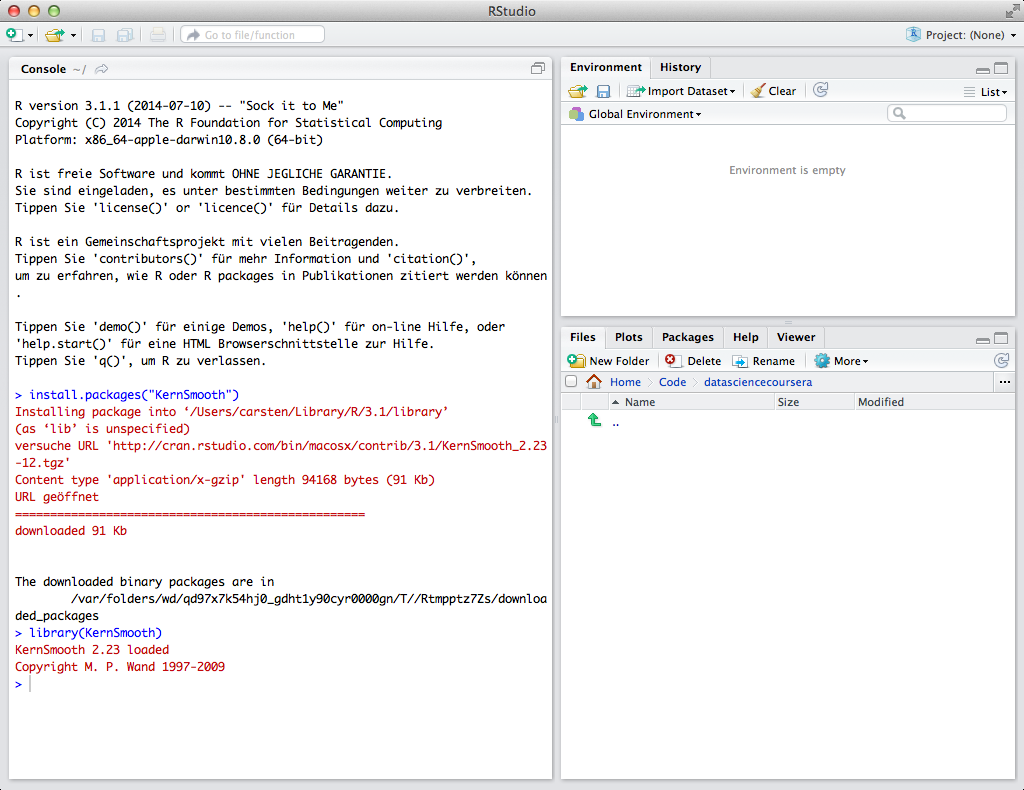 RStudio
Go to file/function
Project: (None)
Console ~/
R version 3.1.1 (2014-07-10) -- "Sock it to Me"
Copyright (C) 2014 The R Foundation for Statistical Computing
Platform: x86_64-apple-darwin10.8.0 (64-bit)
R ist freie Software und kommt OHNE JEGLICHE GARANTIE.
Sie sind eingeladen, es unter bestimmten Bedingungen weiter zu verbreiten.
Tippen Sie 'license()' or 'licence()' für Details dazu.
R ist ein Gemeinschaftsprojekt mit vielen Beitragenden.
Tippen Sie 'contributors()' für mehr Information und 'citation()',
um zu erfahren, wie R oder R packages in Publikationen zitiert werden können
.
Tippen Sie 'demo()' für einige Demos, 'help()' für on-line Hilfe, oder
'help.start()' für eine HTML Browserschnittstelle zur Hilfe.
Tippen Sie 'q()', um R zu verlassen.
> install.packages("KernSmooth")
Installing package into ‘/Users/carsten/Library/R/3.1/library’
(as ‘lib’ is unspecified)
versuche URL 'http://cran.rstudio.com/bin/macosx/contrib/3.1/KernSmooth_2.23
-12.tgz'
Content type 'application/x-gzip' length 94168 bytes (91 Kb)
URL geöffnet
==================================================
downloaded 91 Kb
The downloaded binary packages are in
/var/folders/wd/qd97x7k54hj0_gdht1y90cyr0000gn/T//Rtmpptz7Zs/downloa
ded_packages
> library(KernSmooth)
KernSmooth 2.23 loaded
Copyright M. P. Wand 1997-2009
>
Environment History
Import Dataset Clear List
Global Environment
Environment is empty
Files Plots Packages Help Viewer
New Folder Delete Rename More
Home Code datasciencecoursera ...
Name Size Modified
..